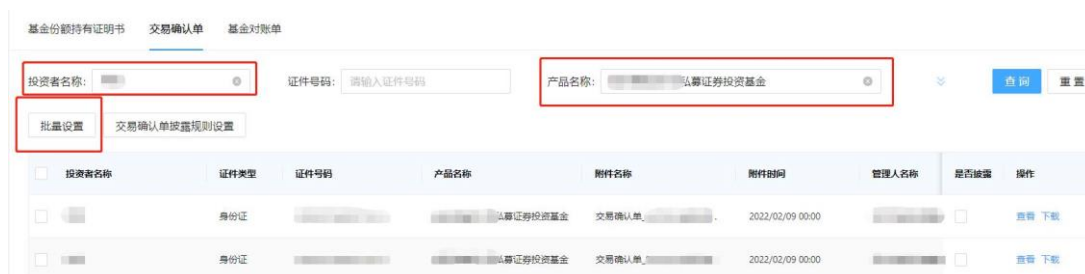 基金份额持有证明书 交易确认单 基金对账单
投资者名称: 证件号码: 请输入证件号码 产品名称: 私募证券投资基金 查询 重置
批量设置 交易确认单披露规则设置
投资者名称 证件类型 证件号码 产品名称 附件名称 附件时间 管理人名称 是否披露 操作
身份证 私募证券投资基金 交易确认单_ . 2022/02/09 00:00 查看 下载
身份证 私募证券投资基金 交易确认单_ 2022/02/09 00:00 查看 下载